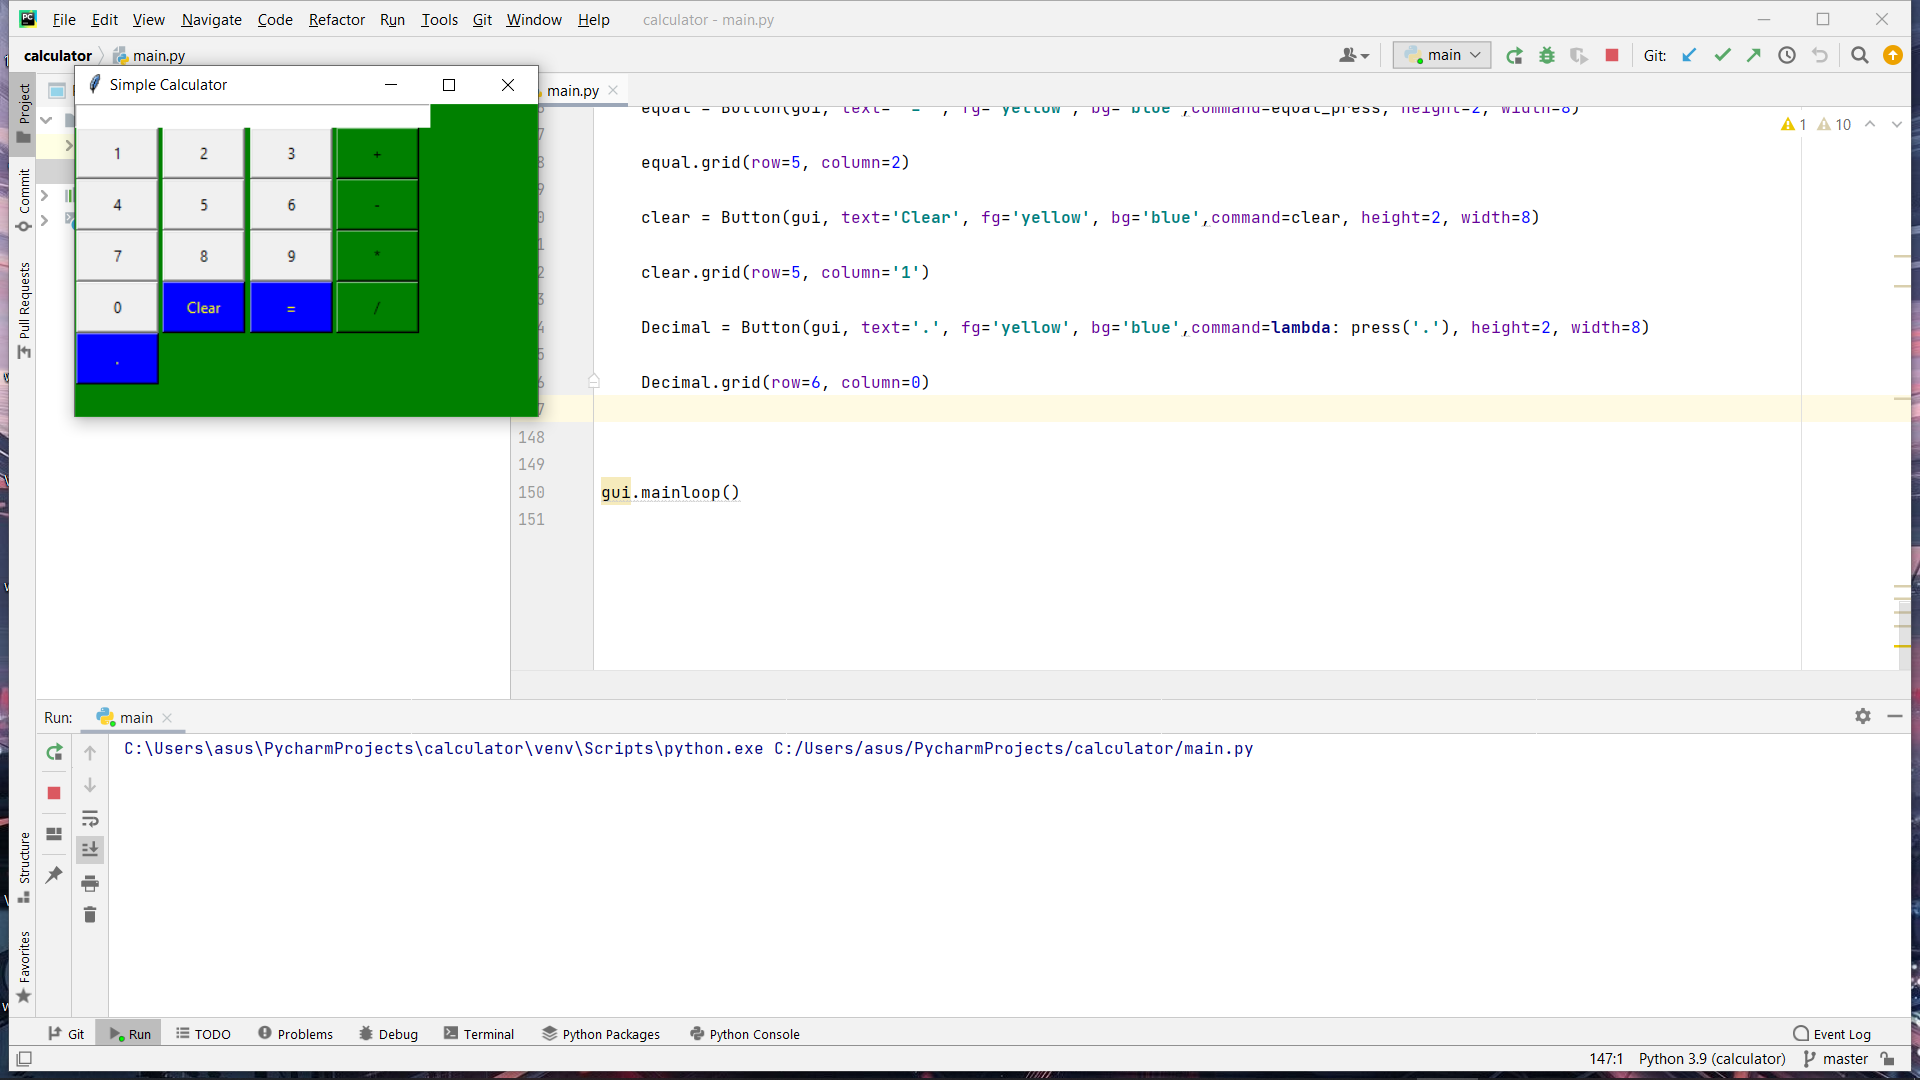 File Edit View Navigate Code Refactor Run Tools Git Window Help calculator - main.py
calculator main.py
main Git:
Simple Calculator
main.py
1 2 3 +
4 5 6 -
7 8 9 *
0 Clear = /
.
equal = Button(gui, text=' = ', fg='yellow', bg='blue',command=equal_press, height=2, width=8)
1 10
equal.grid(row=5, column=2)
clear = Button(gui, text='Clear', fg='yellow', bg='blue',command=clear, height=2, width=8)
clear.grid(row=5, column='1')
Decimal = Button(gui, text='.', fg='yellow', bg='blue',command=lambda: press('.'), height=2, width=8)
Decimal.grid(row=6, column=0)
148
149
150 gui.mainloop()
151
Project
Commit
Pull Requests
Structure
Favorites
Run: main
C:\Users\asus\PycharmProjects\calculator\venv\Scripts\python.exe C:/Users/asus/PycharmProjects/calculator/main.py
Git Run TODO Problems Debug Terminal Python Packages Python Console Event Log
147:1 Python 3.9 (calculator) master